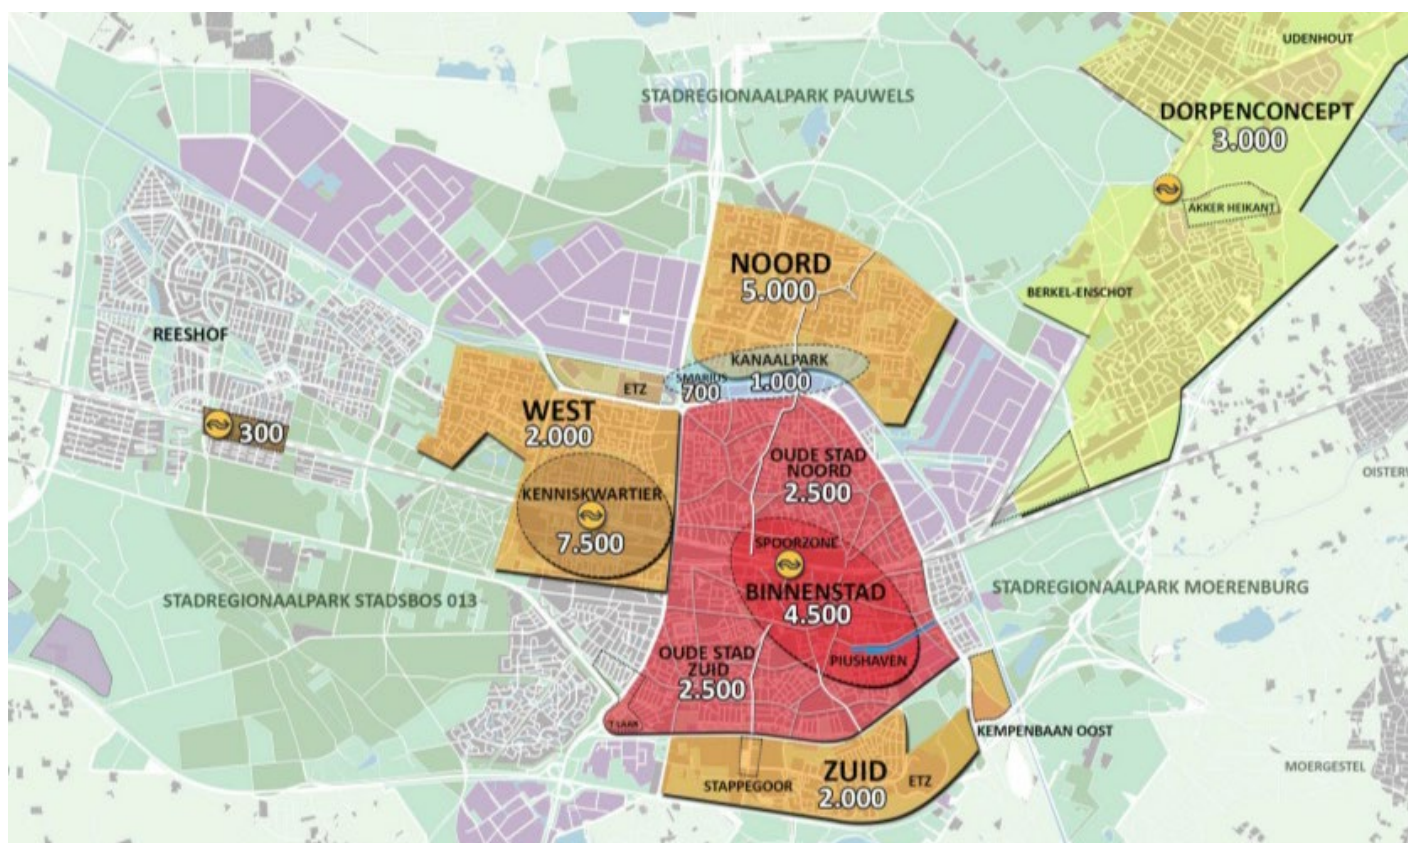 UDENHOUT
STADREGIONAALPARK PAUWELS
DORPENCONCEPT
3.000
AKKER HEIKANT
NOORD
5.000
BERKEL-ENSCHOT
REESHOF
KANAALPARK
1.000
SMARIUS
700
ETZ
WEST
2.000
300
OUDE STAD
NOORD
2.500
OISTERW
KENNISKWARTIER
7.500
SPOORZONE
BINNENSTAD
4.500
STADREGIONAALPARK MOERENBURG
STADREGIONAALPARK STADSBOS 013
OUDE STAD
ZUID
2.500
PIUSHAVEN
T LAAR
KEMPENBAAN OOST
ZUID
2.000
ETZ
STAPPEGOOR
MOERGESTEL